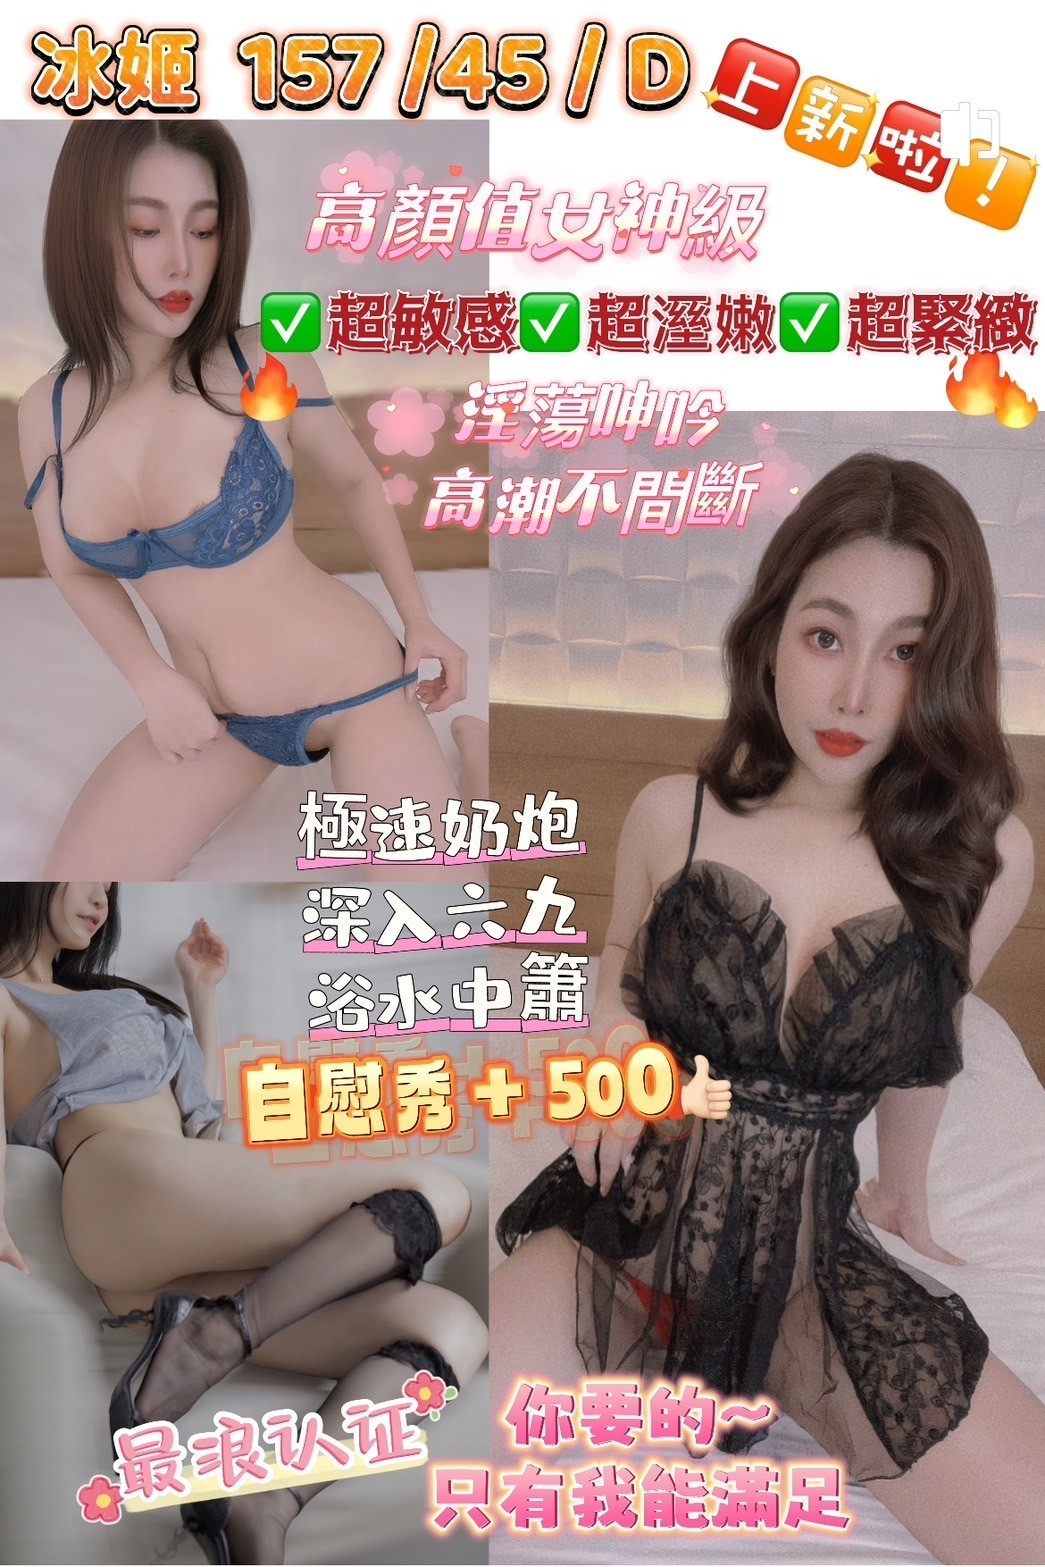 冰姬 157/45/D
上新啦!
高顏值女神級
✅超敏感✅超溼嫩✅超緊緻
淫蕩呻吟
高潮不間斷
極速奶炮
深入六九
浴水中簫
自慰秀+500
最浪认证
你要的~
只有我能滿足